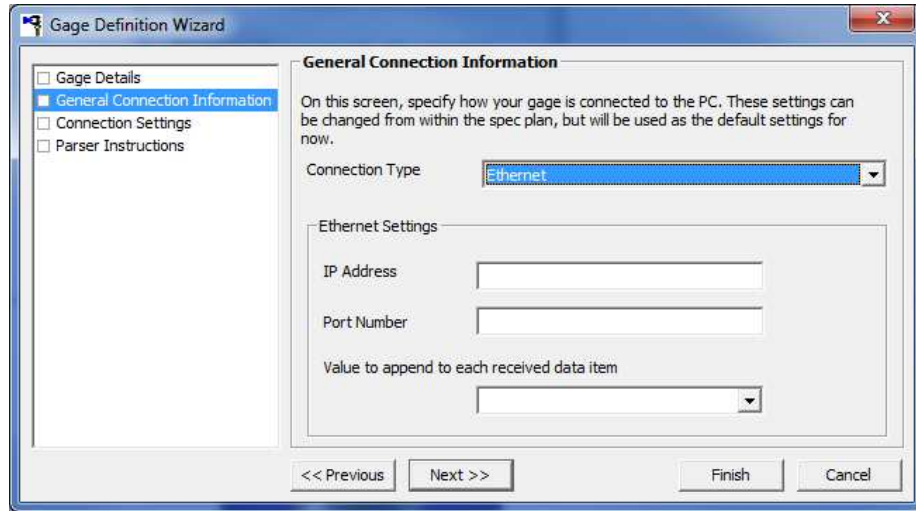 Gage Definition Wizard
Gage Details
General Connection Information
Connection Settings
Parser Instructions
General Connection Information
On this screen, specify how your gage is connected to the PC. These settings can
be changed from within the spec plan, but will be used as the default settings for
now.
Connection Type
Ethernet
Ethernet Settings
IP Address
Port Number
Value to append to each received data item
<< Previous
Next >>
Finish
Cancel